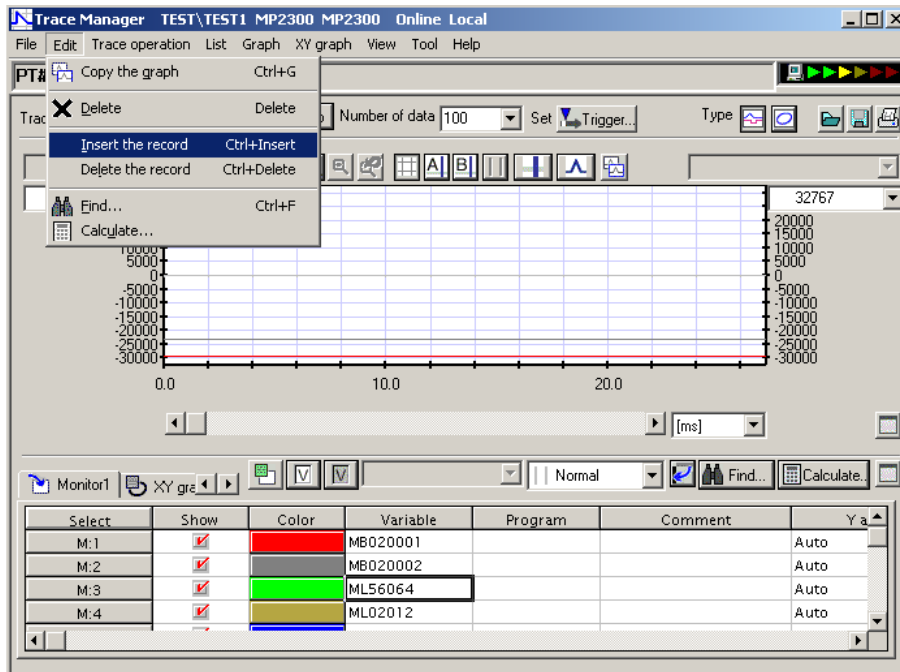 Trace Manager TEST\TEST1 MP2300 MP2300 Online Local
File Edit Trace operation List Graph XY graph View Tool Help
PT#
Copy the graph Ctrl+G
Delete Delete
Insert the record Ctrl+Insert
Delete the record Ctrl+Delete
Find... Ctrl+F
Calculate...
Trac
Number of data 100 Set Trigger... Type
A B
32767
20000
15000
10000 10000
5000 5000
0 0
-5000 -5000
-10000 -10000
-15000 -15000
-20000 -20000
-25000 -25000
-30000 -30000
0.0 10.0 20.0
[ms]
Monitor1 XY gra V V Normal Find... Calculate..
Select Show Color Variable Program Comment Y a
M:1 MB020001 Auto
M:2 MB020002 Auto
M:3 ML56064 Auto
M:4 ML02012 Auto